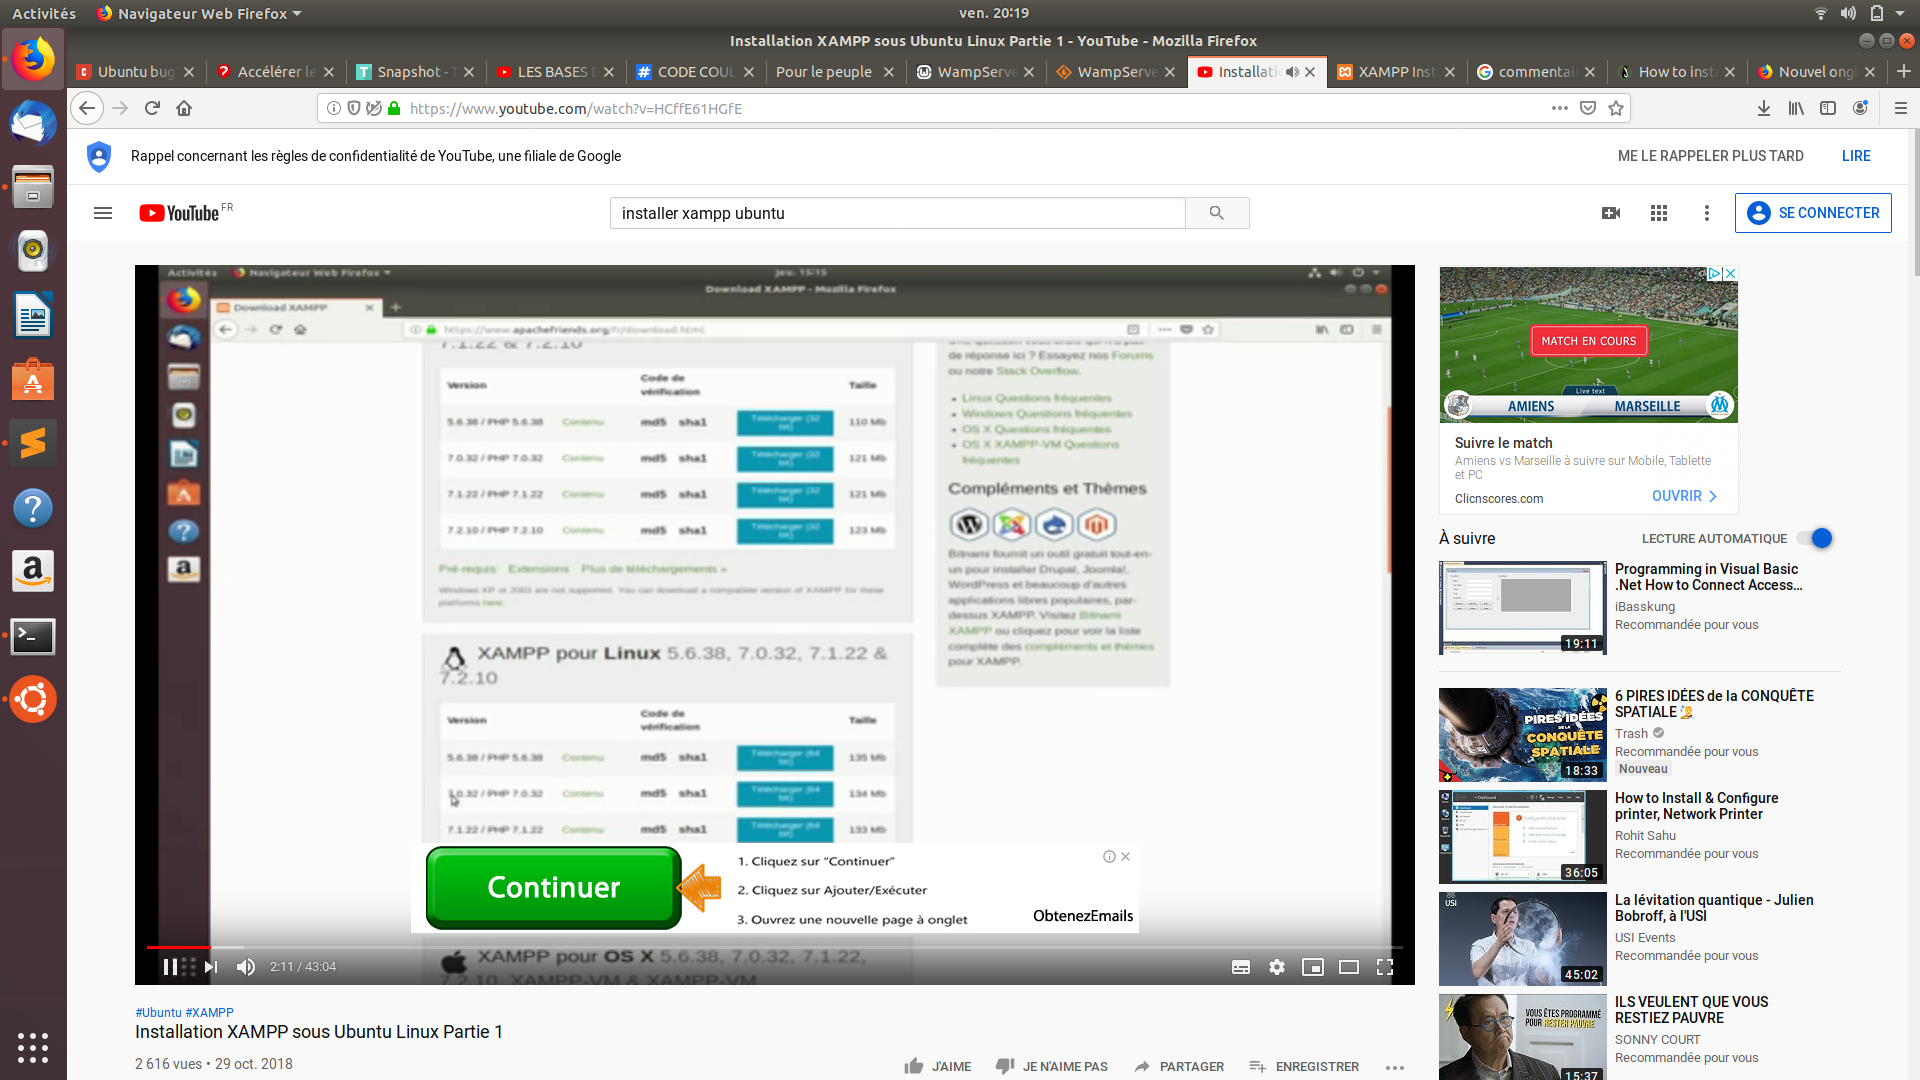 Activités
Navigateur Web Firefox
ven. 20:19
Installation XAMPP sous Ubuntu Linux Partie 1 - YouTube - Mozilla Firefox
Ubuntu bug
Accélérer le
Snapshot - T
LES BASES D
CODE COUL
Pour le peuple
WampServe
WampServe
Installatio
XAMPP Inst
commentai
How to insta
Nouvel ong
https://www.youtube.com/watch?v=HCffE61HGfE
Rappel concernant les règles de confidentialité de YouTube, une filiale de Google
ME LE RAPPELER PLUS TARD
LIRE
YouTube FR
installer xampp ubuntu
SE CONNECTER
Activités
Navigateur Web Firefox
jeu. 15:15
Download XAMPP - Mozilla Firefox
Download XAMPP
https://www.apachefriends.org/fr/download.html
7.1.22 & 7.2.10
Version
Code de vérification
Taille
5.6.38 / PHP 5.6.38 Contenu md5 sha1 Télécharger (32 bit) 110 Mb
7.0.32 / PHP 7.0.32 Contenu md5 sha1 Télécharger (32 bit) 121 Mb
7.1.22 / PHP 7.1.22 Contenu md5 sha1 Télécharger (32 bit) 121 Mb
7.2.10 / PHP 7.2.10 Contenu md5 sha1 Télécharger (32 bit) 123 Mb
Pré-requis Extensions Plus de téléchargements »
Windows XP or 2003 are not supported. You can download a compatible version of XAMPP for these
platforms here.
de réponse ici ? Essayez nos Forums
ou notre Stack Overflow.
Linux Questions fréquentes
Windows Questions fréquentes
OS X Questions fréquentes
OS X XAMPP-VM Questions
fréquentes
Compléments et Thèmes
Bitnami fournit un outil gratuit tout-en-
un pour installer Drupal, Joomla!,
WordPress et beaucoup d'autres
applications libres populaires, par-
dessus XAMPP. Visitez Bitnami
XAMPP ou cliquez pour voir la liste
complète des compléments et thèmes
pour XAMPP.
XAMPP pour Linux 5.6.38, 7.0.32, 7.1.22 &
7.2.10
Version
Code de vérification
Taille
5.6.38 / PHP 5.6.38 Contenu md5 sha1 Télécharger (64 bit) 135 Mb
7.0.32 / PHP 7.0.32 Contenu md5 sha1 Télécharger (64 bit) 134 Mb
7.1.22 / PHP 7.1.22 Contenu md5 sha1 Télécharger (64 bit) 133 Mb
Continuer
1. Cliquez sur "Continuer"
2. Cliquez sur Ajouter/Exécuter
3. Ouvrez une nouvelle page à onglet
ObtenezEmails
XAMPP pour OS X 5.6.38, 7.0.32, 7.1.22,
7.2.10, XAMPP-VM & XAMPP-VM
2:11 / 43:04
#Ubuntu #XAMPP
Installation XAMPP sous Ubuntu Linux Partie 1
2 616 vues • 29 oct. 2018
J'AIME
JE N'AIME PAS
PARTAGER
ENREGISTRER
MATCH EN COURS
Live text
AMIENS
MARSEILLE
Suivre le match
Amiens vs Marseille à suivre sur Mobile, Tablette
et PC
Clicnscores.com
OUVRIR
À suivre
LECTURE AUTOMATIQUE
19:11
Programming in Visual Basic
.Net How to Connect Access...
iBasskung
Recommandée pour vous
PIRES IDÉES
DE LA
CONQUÊTE
SPATIALE
18:33
6 PIRES IDÉES de la CONQUÊTE
SPATIALE
Trash
Recommandée pour vous
Nouveau
36:05
How to Install & Configure
printer, Network Printer
Rohit Sahu
Recommandée pour vous
USI
45:02
La lévitation quantique - Julien
Bobroff, à l'USI
USI Events
Recommandée pour vous
VOUS ÊTES PROGRAMMÉ
POUR RESTER PAUVRE
15:37
ILS VEULENT QUE VOUS
RESTIEZ PAUVRE
SONNY COURT
Recommandée pour vous